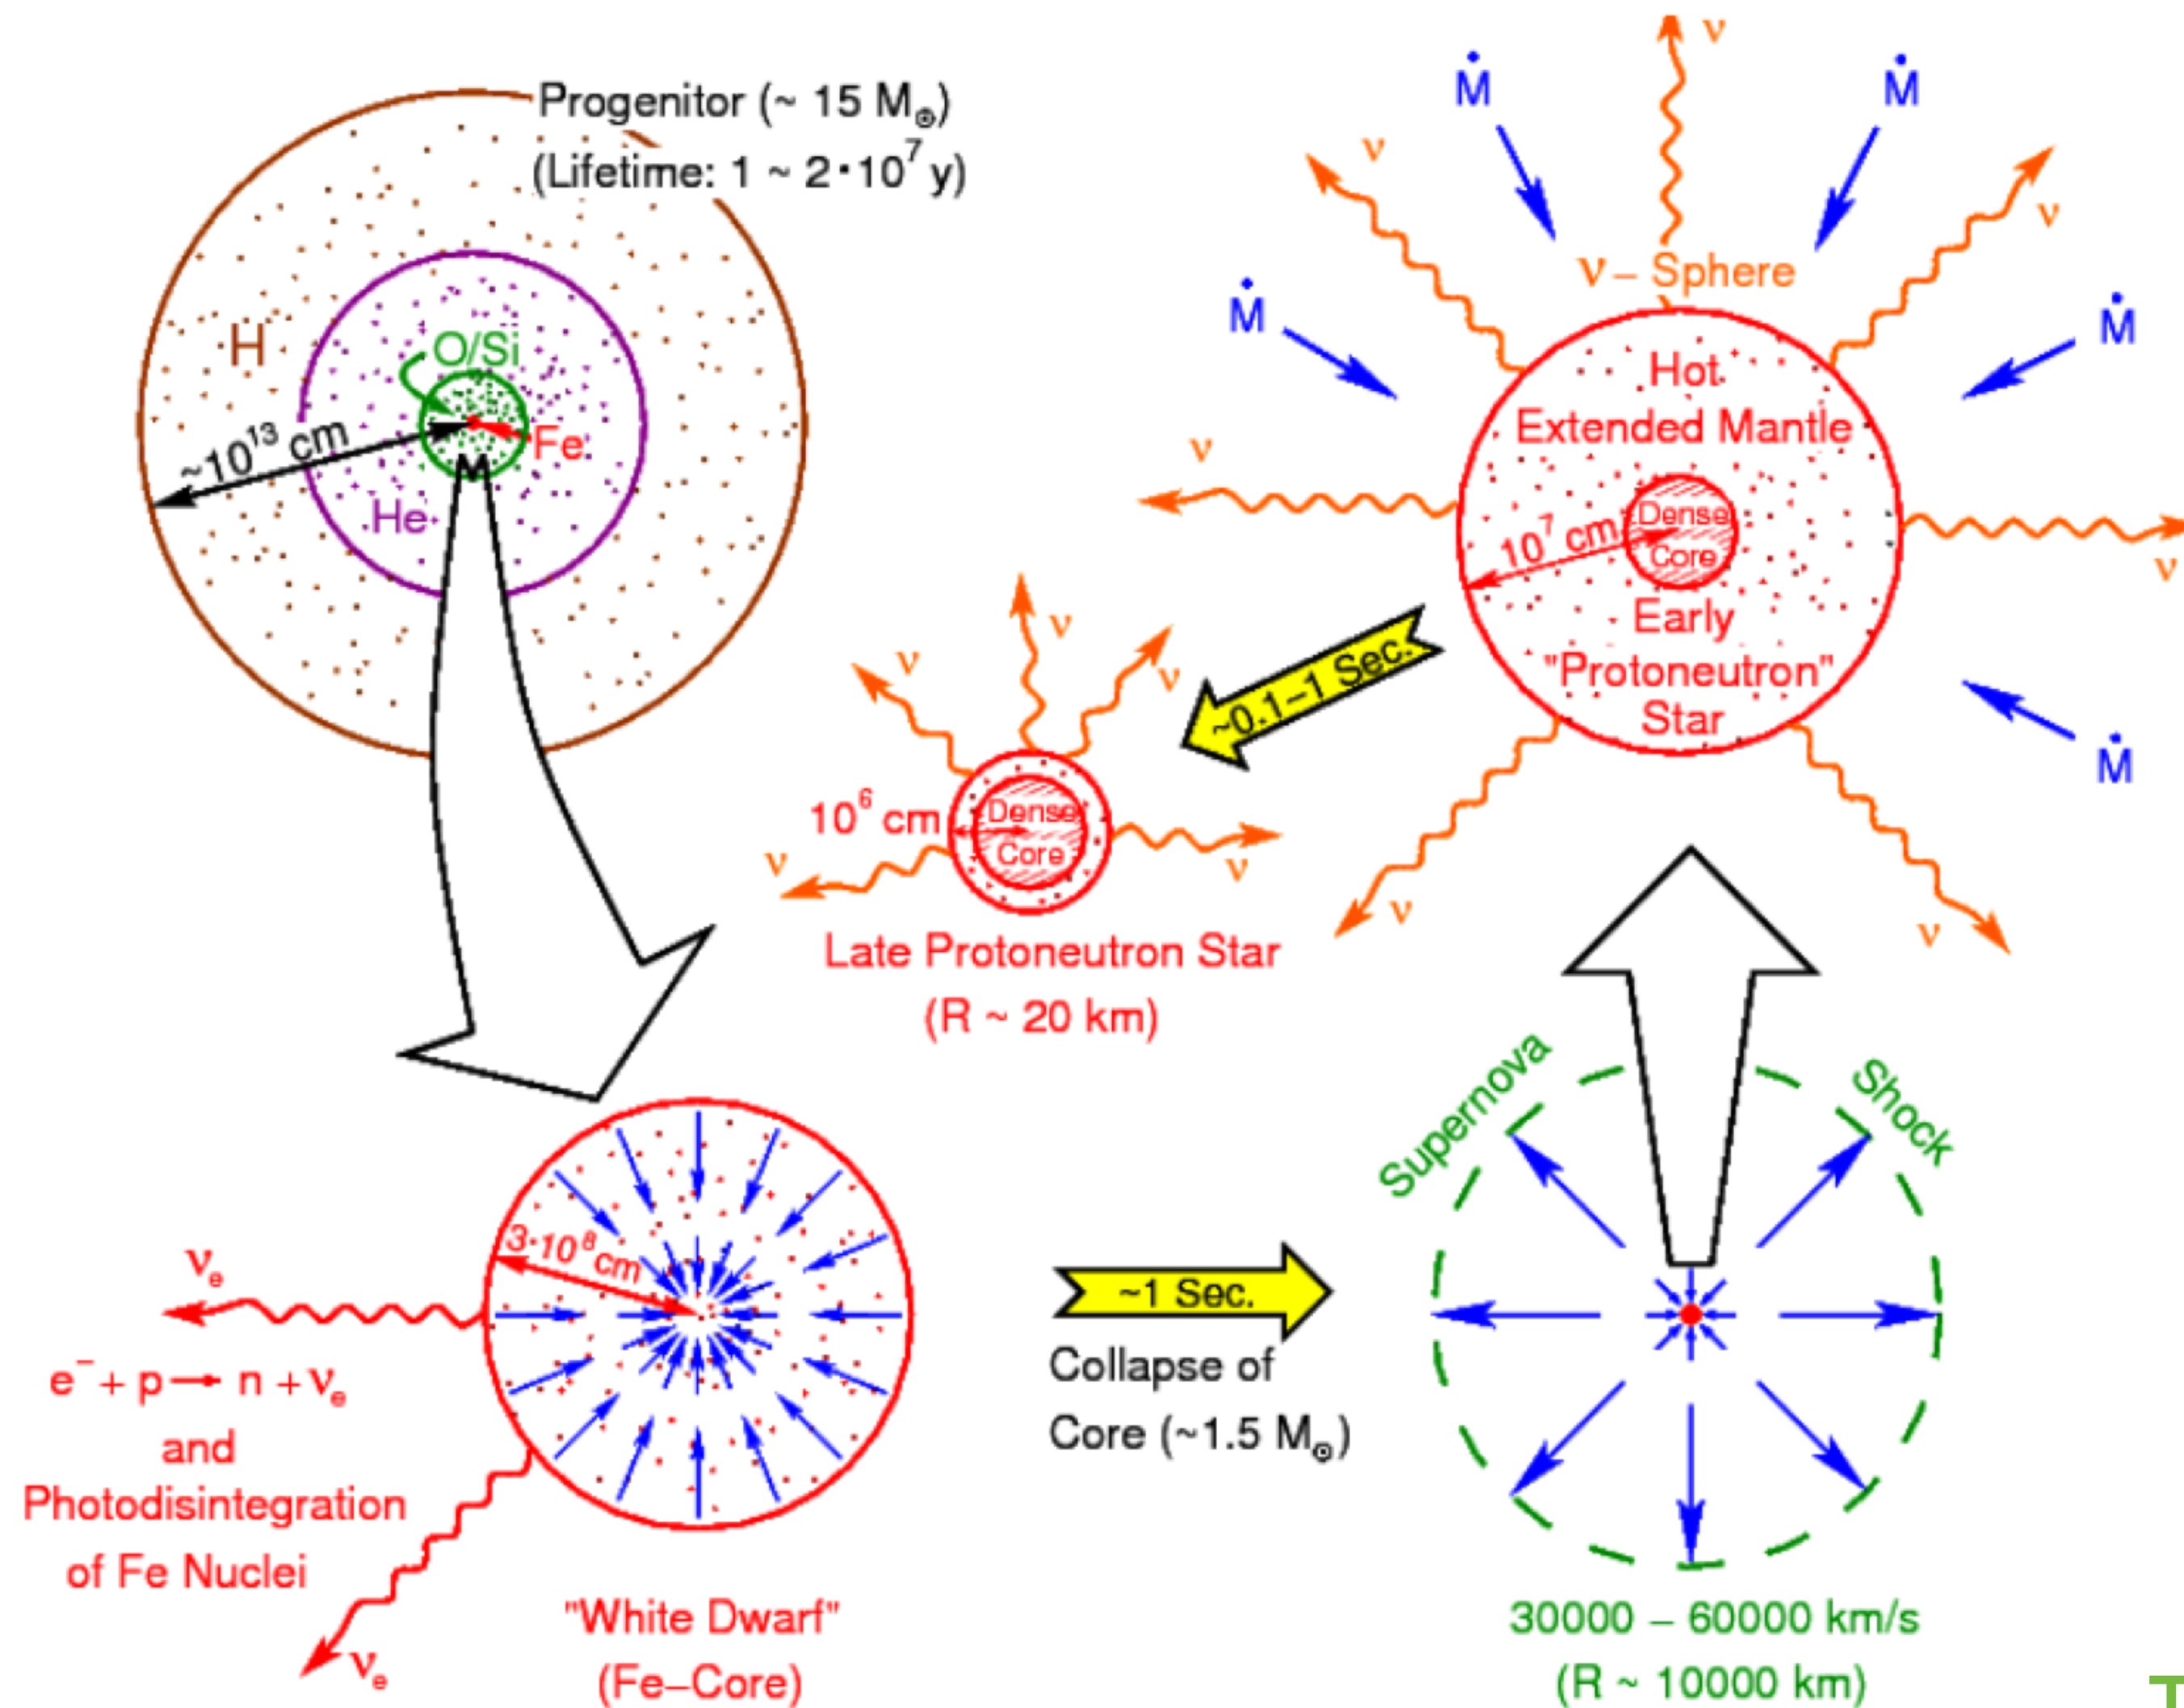 Progenitor (~ 15 M⊙)
(Lifetime: 1 ~ 2·10⁷ y)
H
O/Si
Fe
~10¹³ cm
He
Ṁ
Ṁ
Ṁ
Ṁ
Ṁ
ν
ν
ν
ν
ν
ν
ν
ν – Sphere
Hot
Extended Mantle
Dense
Core
10⁷ cm
Early
"Protoneutron"
Star
~0.1–1 Sec.
ν
ν
ν
ν
ν
10⁶ cm
Dense
Core
Late Protoneutron Star
(R ~ 20 km)
3·10⁸ cm
νₑ
e⁻ + p → n + νₑ
and
Photodisintegration
of Fe Nuclei
νₑ
"White Dwarf"
(Fe–Core)
~1 Sec.
Collapse of
Core (~1.5 M⊙)
Supernova
Shock
30000 – 60000 km/s
(R ~ 10000 km)